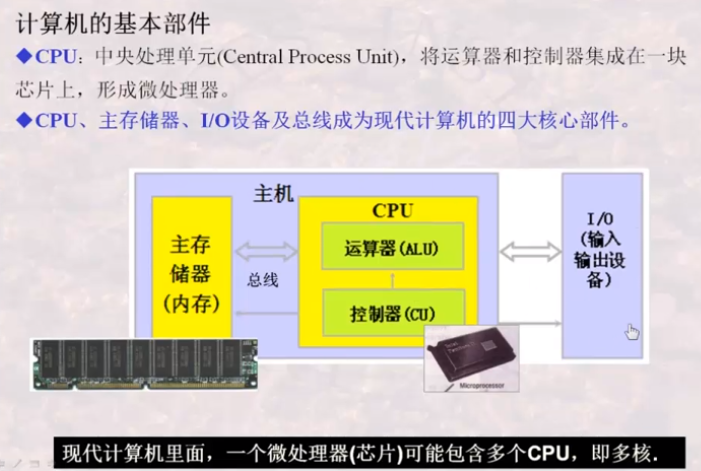 计算机的基本部件
◆CPU：中央处理单元(Central Process Unit)，将运算器和控制器集成在一块
芯片上，形成微处理器。
◆CPU、主存储器、I/O设备及总线成为现代计算机的四大核心部件。
主机
CPU
主存
储器
(内存)
总线
运算器(ALU)
控制器(CU)
I/O
(输入
输出设
备)
Microprocessor
现代计算机里面，一个微处理器(芯片)可能包含多个CPU，即多核.